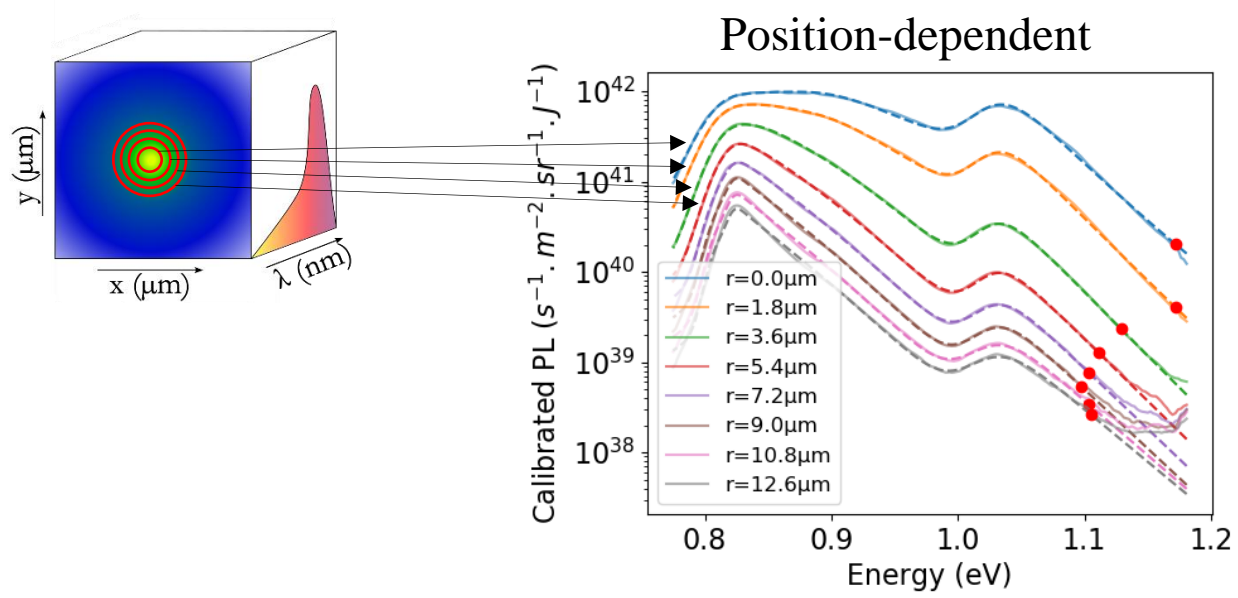 Position-dependent
y (μm)
x (μm)
λ (nm)
Calibrated PL (s⁻¹. m⁻². sr⁻¹. J⁻¹)
10⁴²
10⁴¹
10⁴⁰
10³⁹
10³⁸
r=0.0μm
r=1.8μm
r=3.6μm
r=5.4μm
r=7.2μm
r=9.0μm
r=10.8μm
r=12.6μm
0.8 0.9 1.0 1.1 1.2
Energy (eV)